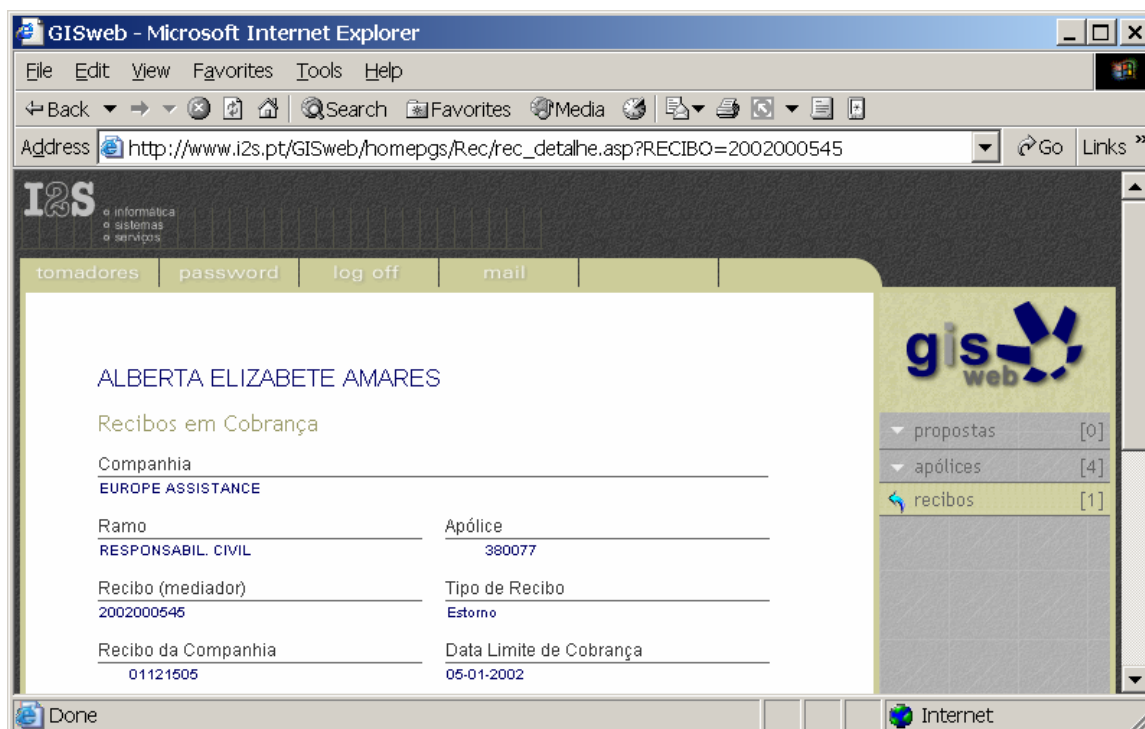 GISweb - Microsoft Internet Explorer
File Edit View Favorites Tools Help
Back Search Favorites Media
Address http://www.i2s.pt/GISweb/homepgs/Rec/rec_detalhe.asp?RECIBO=2002000545 Go Links »
I2S
informática
sistemas
serviços
tomadores password log off mail
gis
web
ALBERTA ELIZABETE AMARES
Recibos em Cobrança
propostas [0]
apólices [4]
recibos [1]
Companhia
EUROPE ASSISTANCE
Ramo Apólice
RESPONSABIL. CIVIL 380077
Recibo (mediador) Tipo de Recibo
2002000545 Estorno
Recibo da Companhia Data Limite de Cobrança
01121505 05-01-2002
Done Internet